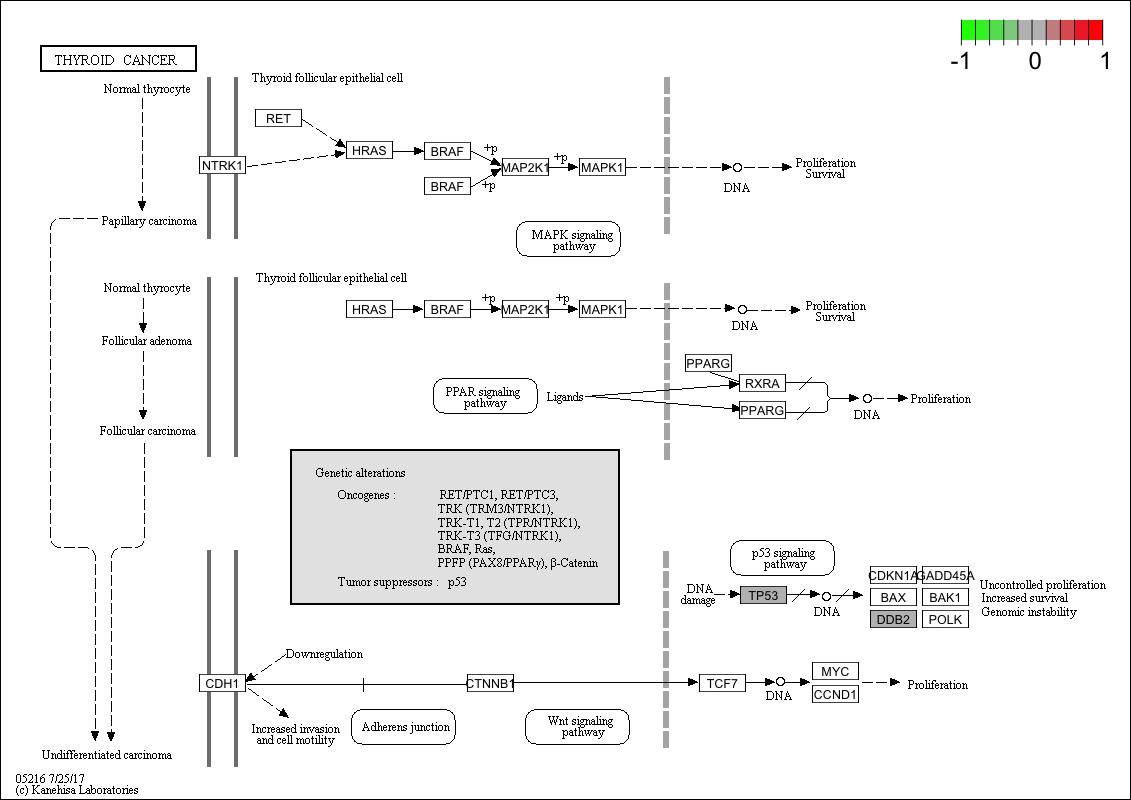 -1 0 1
THYROID CANCER
Normal thyrocyte
Thyroid follicular epithelial cell
RET
HRAS
BRAF
+p
NTRK1
MAP2K1
+p
MAPK1
BRAF
+p
DNA
Proliferation
Survival
Papillary carcinoma
MAPK signaling
pathway
Thyroid follicular epithelial cell
Normal thyrocyte
HRAS
BRAF
+p
MAP2K1
+p
MAPK1
DNA
Proliferation
Survival
Follicular adenoma
PPARG
PPAR signaling
pathway
Ligands
RXRA
PPARG
DNA
Proliferation
Follicular carcinoma
Genetic alterations
Oncogenes :
RET/PTC1, RET/PTC3,
TRK (TRM3/NTRK1),
TRK-T1, T2 (TPR/NTRK1),
TRK-T3 (TFG/NTRK1)
BRAF, Ras,
PPFP (PAX8/PPARγ), β-Catenin
Tumor suppressors : p53
p53 signaling
pathway
DNA
damage
TP53
DNA
CDKN1A
GADD45A
BAX
BAK1
DDB2
POLK
Uncontrolled proliferation
Increased survival
Genomic instability
Downregulation
CDH1
CTNNB1
TCF7
DNA
MYC
CCND1
Proliferation
Increased invasion
and cell motility
Adherens junction
Wnt signaling
pathway
Undifferentiated carcinoma
05216 7/25/17
(c) Kanehisa Laboratories